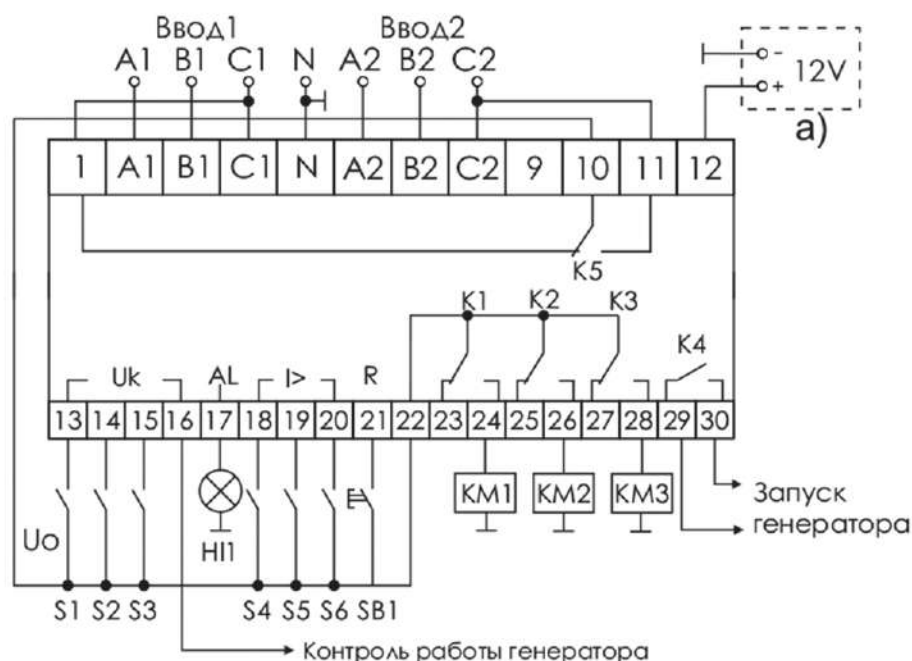 Ввод1 Ввод2
A1 B1 C1 N A2 B2 C2
- 12V
+
а)
1 A1 B1 C1 N A2 B2 C2 9 10 11 12
K5
K1 K2 K3
K4
Uk AL I> R
13 14 15 16 17 18 19 20 21 22 23 24 25 26 27 28 29 30
KM1 KM2 KM3
Запуск
генератора
Uo
HI1
S1 S2 S3 S4 S5 S6 SB1
Контроль работы генератора